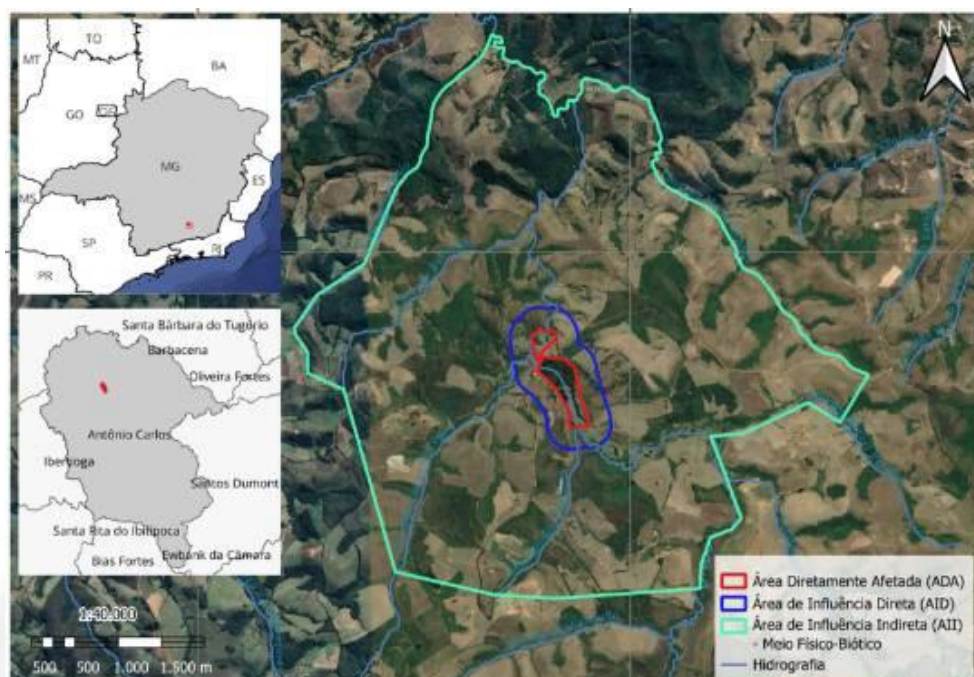 TO
MT
BA
GO
MG
ES
MS
SP
RJ
PR
N
Santa Bárbara do Tugúrio
Barbacena
Oliveira Fortes
Antônio Carlos
Ibertioga
Santos Dumont
Santa Rita do Ibitipoca
Bias Fortes
Ewbank da Câmara
1:40.000
500 500 1.000 1.500 m
Área Diretamente Afetada (ADA)
Área de Influência Direta (AID)
Área de Influência Indireta (AII)
- Meio Físico-Biótico
Hidrografia